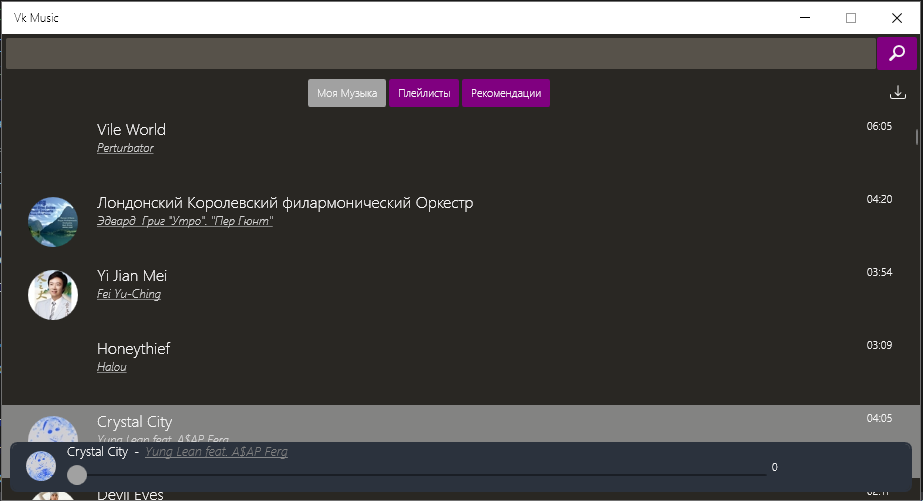 Vk Music
Моя Музыка Плейлисты Рекомендации
Vile World 06:05
Perturbator
Лондонский Королевский филармонический Оркестр 04:20
Эдвард Григ "Утро". "Пер Гюнт"
Yi Jian Mei 03:54
Fei Yu-Ching
Honeythief 03:09
Halou
Crystal City 04:05
Yung Lean feat. A$AP Ferg
Crystal City - Yung Lean feat. A$AP Ferg
0
Devil Eyes 02:11